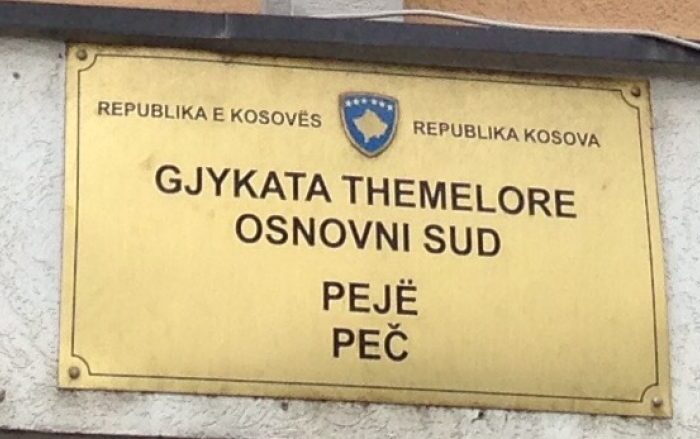 REPUBLIKA E KOSOVËS
REPUBLIKA KOSOVA
GJYKATA THEMELORE
OSNOVNI SUD
PEJË
PEČ